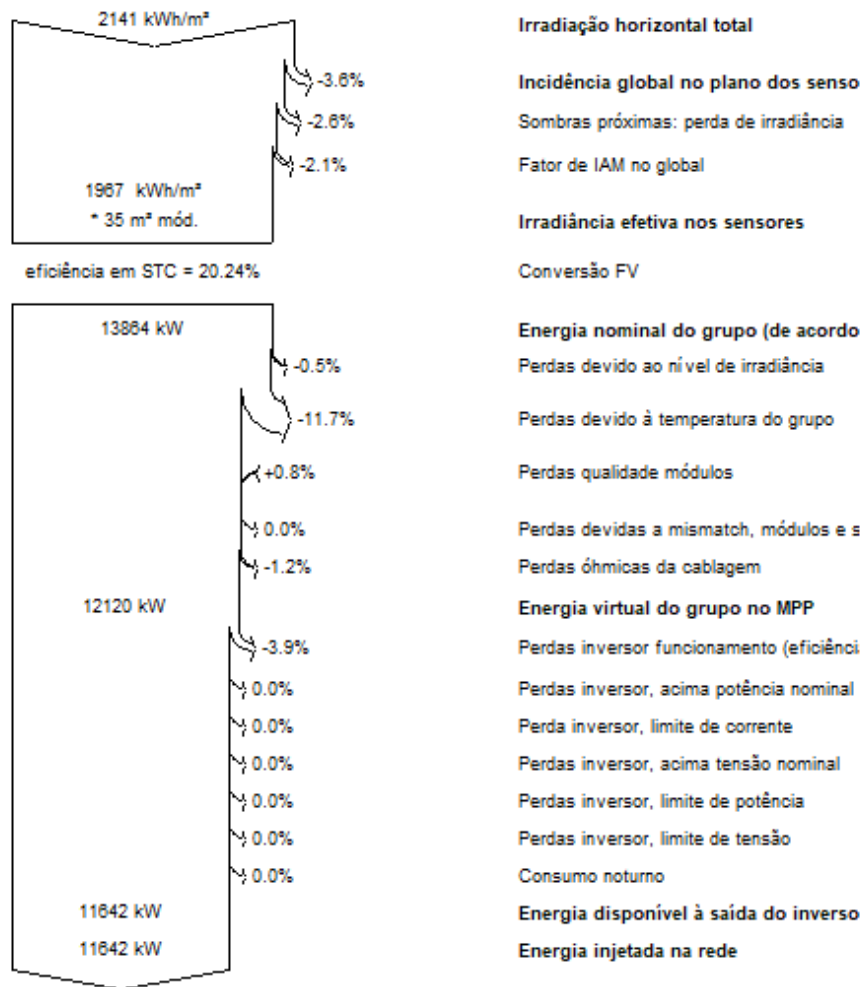 2141 kWh/m² Irradiação horizontal total
-3.6% Incidência global no plano dos senso
-2.6% Sombras próximas: perda de irradiância
-2.1% Fator de IAM no global
1967 kWh/m²
* 35 m² mód. Irradiância efetiva nos sensores
eficiência em STC = 20.24% Conversão FV
13864 kW Energia nominal do grupo (de acordo
-0.5% Perdas devido ao nível de irradiância
-11.7% Perdas devido à temperatura do grupo
+0.8% Perdas qualidade módulos
0.0% Perdas devidas a mismatch, módulos e s
-1.2% Perdas óhmicas da cablagem
12120 kW Energia virtual do grupo no MPP
-3.9% Perdas inversor funcionamento (eficiênci
0.0% Perdas inversor, acima potência nominal
0.0% Perda inversor, limite de corrente
0.0% Perdas inversor, acima tensão nominal
0.0% Perdas inversor, limite de potência
0.0% Perdas inversor, limite de tensão
0.0% Consumo noturno
11642 kW Energia disponível à saída do inverso
11642 kW Energia injetada na rede